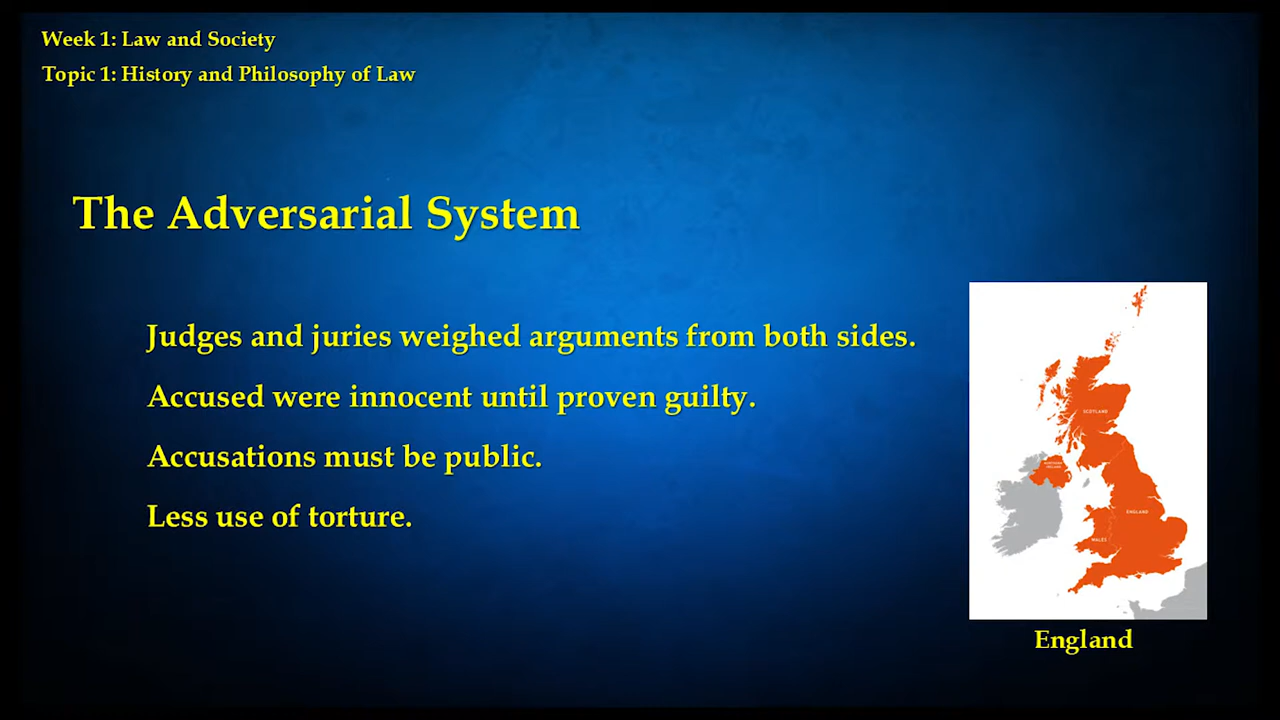 Week 1: Law and Society
Topic 1: History and Philosophy of Law
The Adversarial System
Judges and juries weighed arguments from both sides.
Accused were innocent until proven guilty.
Accusations must be public.
Less use of torture.
SCOTLAND
NORTHERN
IRELAND
ENGLAND
WALES
England